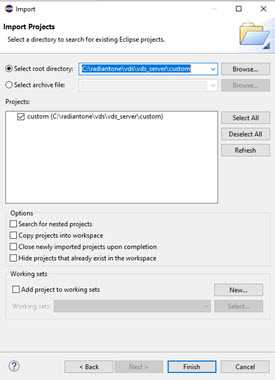 Import
Import Projects
Select a directory to search for existing Eclipse projects.
Select root directory: C:\radiantone\vds\vds_server\custom Browse...
Select archive file: Browse...
Projects:
custom (C:\radiantone\vds\vds_server\custom)
Select All
Deselect All
Refresh
Options
Search for nested projects
Copy projects into workspace
Close newly imported projects upon completion
Hide projects that already exist in the workspace
Working sets
Add project to working sets New...
Working sets: Select...
? < Back Next > Finish Cancel